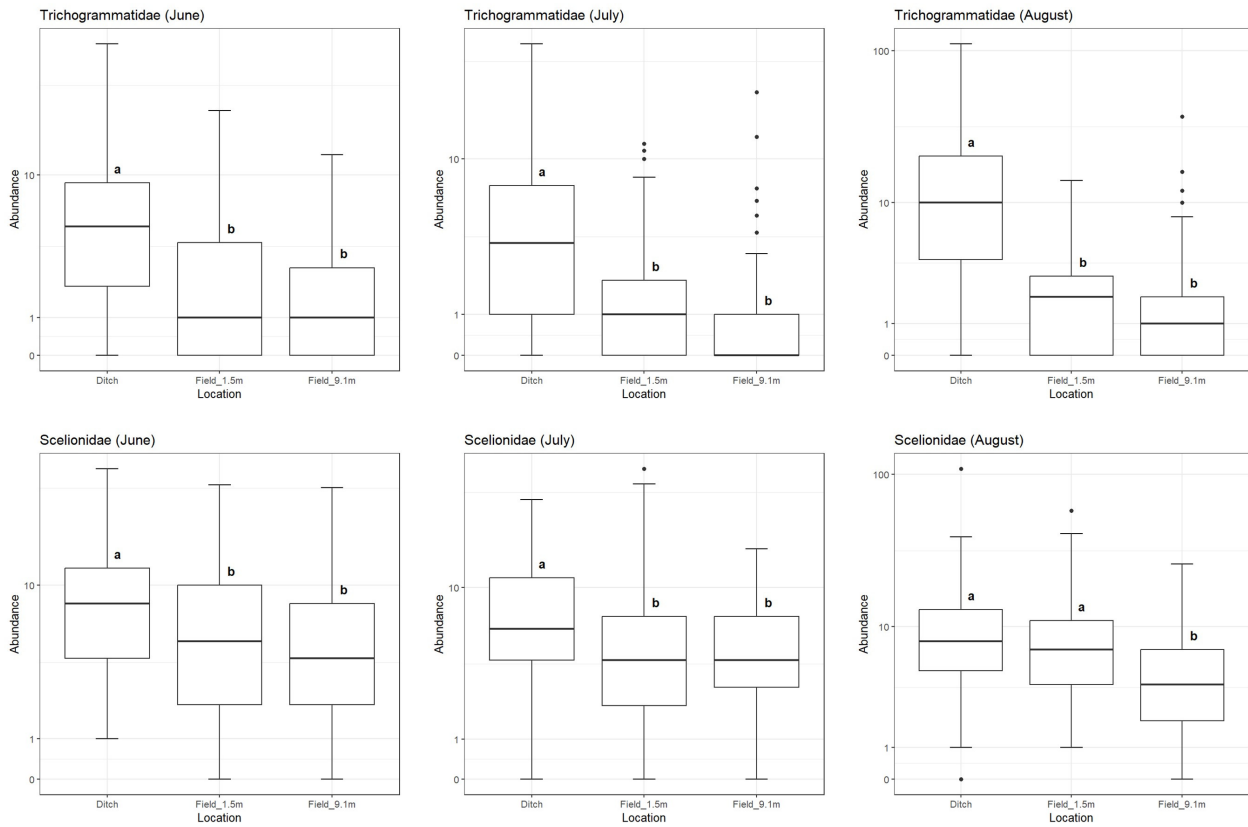 Trichogrammatidae (June)
Abundance
10
1
0
a
b
b
Ditch
Field_1.5m
Field_9.1m
Location
Trichogrammatidae (July)
Abundance
10
1
0
a
b
b
Ditch
Field_1.5m
Field_9.1m
Location
Trichogrammatidae (August)
Abundance
100
10
1
0
a
b
b
Ditch
Field_1.5m
Field_9.1m
Location
Scelionidae (June)
Abundance
10
1
0
a
b
b
Ditch
Field_1.5m
Field_9.1m
Location
Scelionidae (July)
Abundance
10
1
0
a
b
b
Ditch
Field_1.5m
Field_9.1m
Location
Scelionidae (August)
Abundance
100
10
1
0
a
a
b
Ditch
Field_1.5m
Field_9.1m
Location